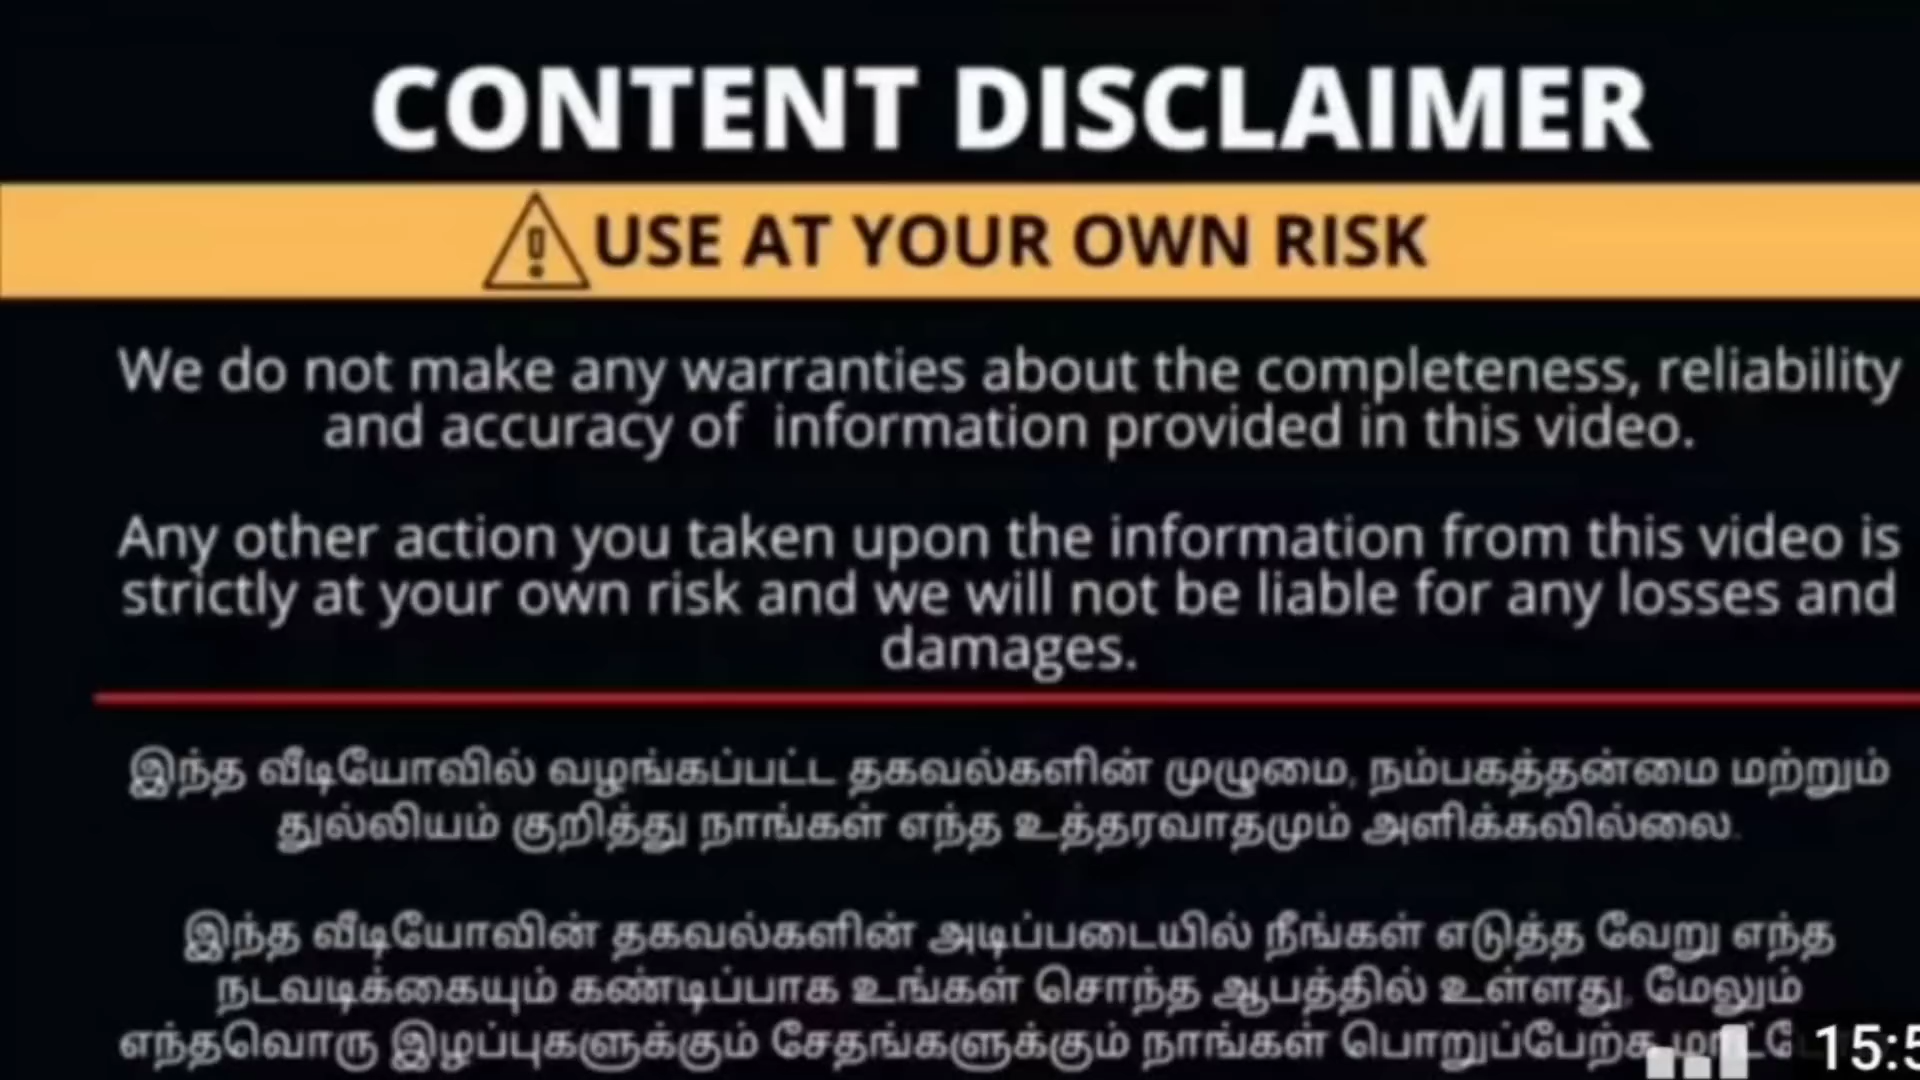 CONTENT DISCLAIMER
USE AT YOUR OWN RISK
We do not make any warranties about the completeness, reliability
and accuracy of information provided in this video.
Any other action you taken upon the information from this video is
strictly at your own risk and we will not be liable for any losses and
damages.
இந்த வீடியோவில் வழங்கப்பட்ட தகவல்களின் முழுமை, நம்பகத்தன்மை மற்றும்
துல்லியம் குறித்து நாங்கள் எந்த உத்தரவாதமும் அளிக்கவில்லை.
இந்த வீடியோவின் தகவல்களின் அடிப்படையில் நீங்கள் எடுத்த வேறு எந்த
நடவடிக்கையும் கண்டிப்பாக உங்கள் சொந்த ஆபத்தில் உள்ளது, மேலும்
எந்தவொரு இழப்புகளுக்கும் சேதங்களுக்கும் நாங்கள் பொறுப்பேற்க
15:5